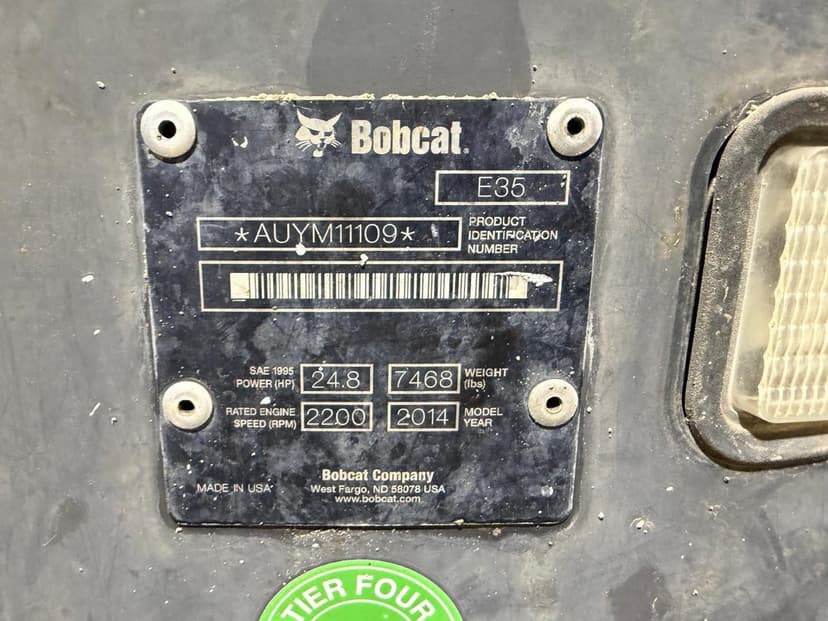 Bobcat.
E35
*AUYM11109*
PRODUCT
IDENTIFICATION
NUMBER
SAE 1995
POWER (HP)
24.8
7468
WEIGHT
(lbs)
RATED ENGINE
SPEED (RPM)
2200
2014
MODEL
YEAR
Bobcat Company
MADE IN USA
West Fargo, ND 58078 USA
www.bobcat.com
TIER FOUR